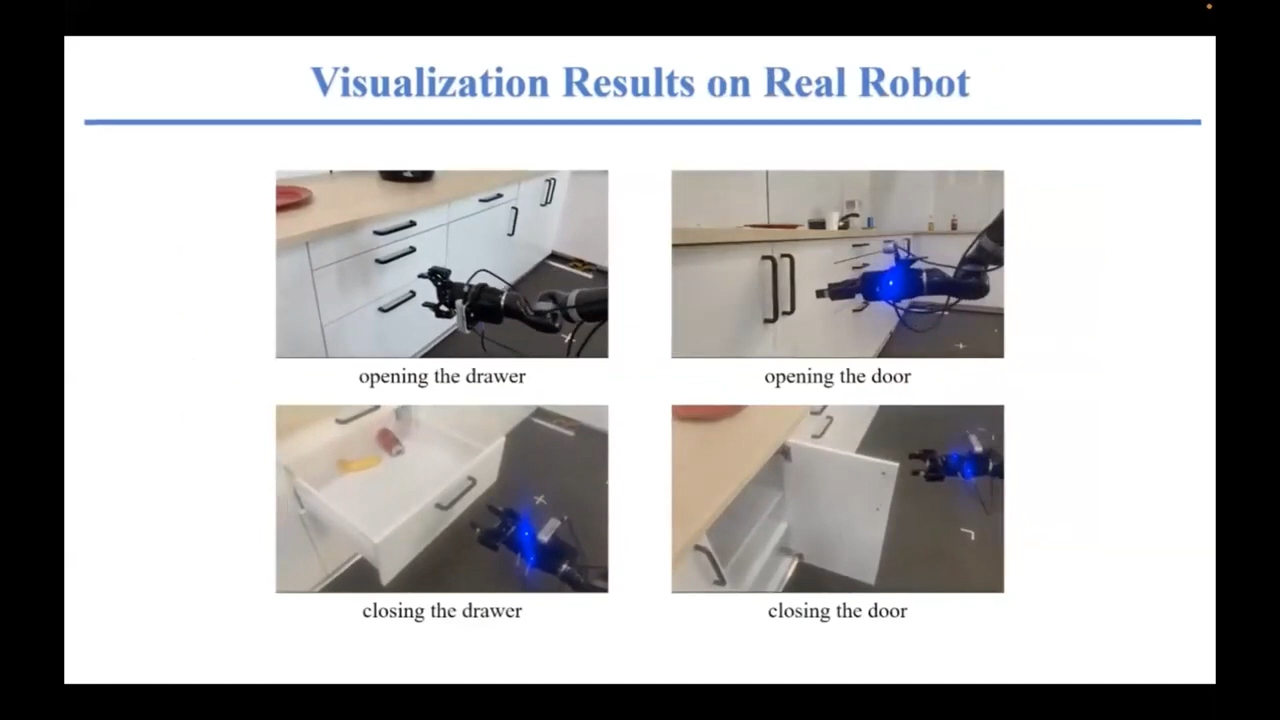 Visualization Results on Real Robot
opening the drawer
opening the door
closing the drawer
closing the door